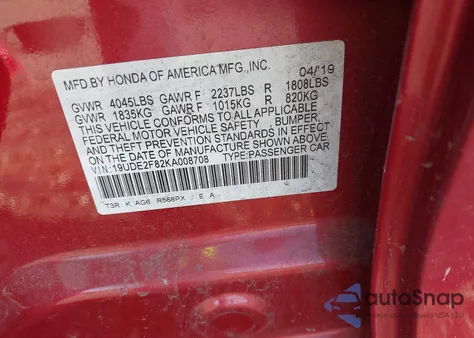 MFD.BY HONDA OF AMERICA MFG.,INC. 04/'19
GVWR 4045LBS GAWR F 2237LBS R 1808LBS
GVWR 1835KG GAWR F 1015KG R 820KG
THIS VEHICLE CONFORMS TO ALL APPLICABLE
FEDERAL MOTOR VEHICLE SAFETY, BUMPER,
AND THEFT PREVENTION STANDARDS IN EFFECT
ON THE DATE OF MANUFACTURE SHOWN ABOVE.
V.I.N: 19UDE2F82KA008708 TYPE:PASSENGER CAR
T3R K AG6 R568PX E A
autoSnap